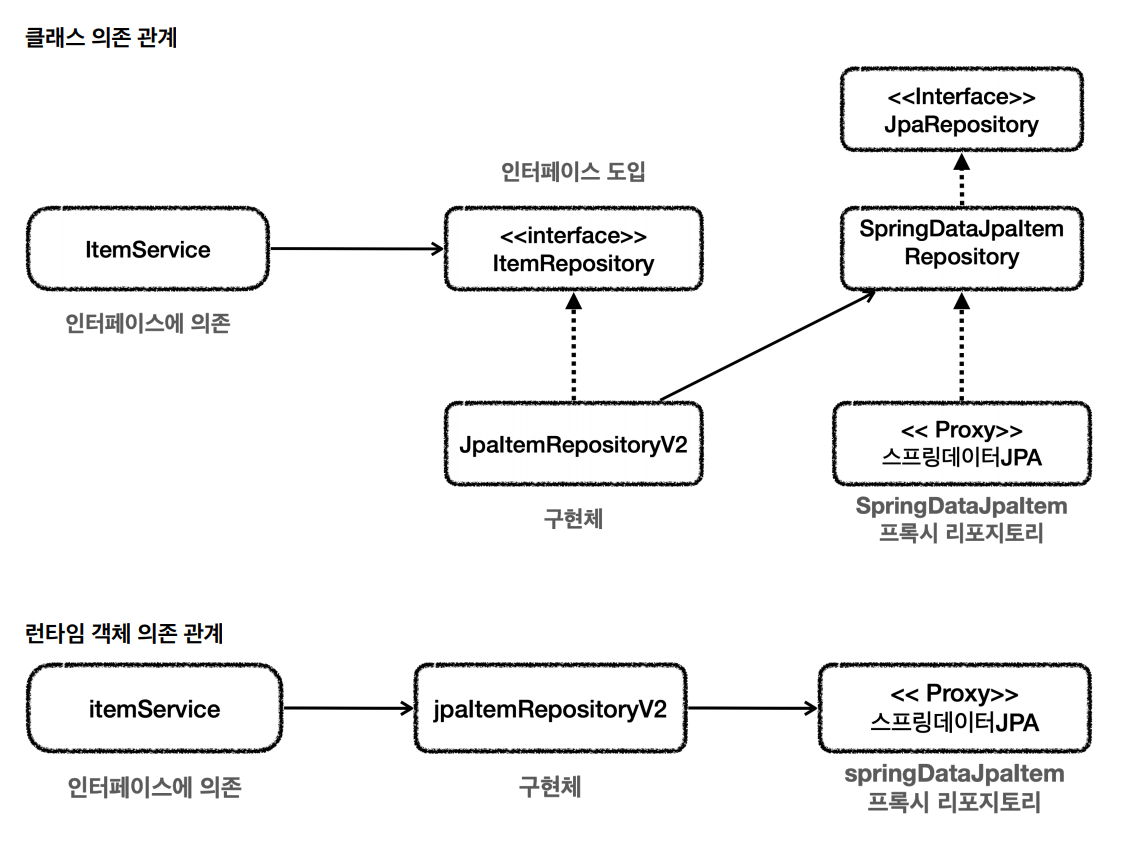 클래스 의존 관계
<<Interface>>
JpaRepository
인터페이스 도입
ItemService
<<interface>>
ItemRepository
SpringDataJpaItem
Repository
인터페이스에 의존
JpaItemRepositoryV2
<< Proxy>>
스프링데이터JPA
구현체
SpringDataJpaItem
프록시 리포지토리
런타임 객체 의존 관계
itemService
jpaItemRepositoryV2
<< Proxy>>
스프링데이터JPA
인터페이스에 의존
구현체
springDataJpaItem
프록시 리포지토리